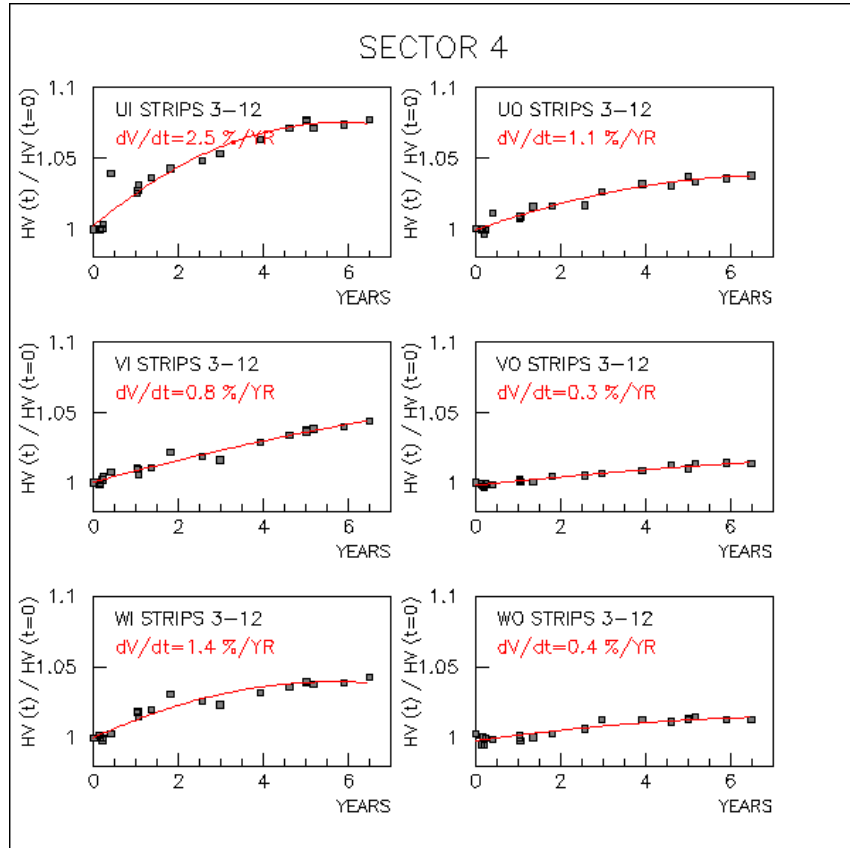 SECTOR 4
HV (t) / HV (t=0)
1.1
1.05
1
UI STRIPS 3-12
dV/dt=2.5 %/YR
0 2 4 6
YEARS
HV (t) / HV (t=0)
1.1
1.05
1
UO STRIPS 3-12
dV/dt=1.1 %/YR
0 2 4 6
YEARS
HV (t) / HV (t=0)
1.1
1.05
1
VI STRIPS 3-12
dV/dt=0.8 %/YR
0 2 4 6
YEARS
HV (t) / HV (t=0)
1.1
1.05
1
VO STRIPS 3-12
dV/dt=0.3 %/YR
0 2 4 6
YEARS
HV (t) / HV (t=0)
1.1
1.05
1
WI STRIPS 3-12
dV/dt=1.4 %/YR
0 2 4 6
YEARS
HV (t) / HV (t=0)
1.1
1.05
1
WO STRIPS 3-12
dV/dt=0.4 %/YR
0 2 4 6
YEARS